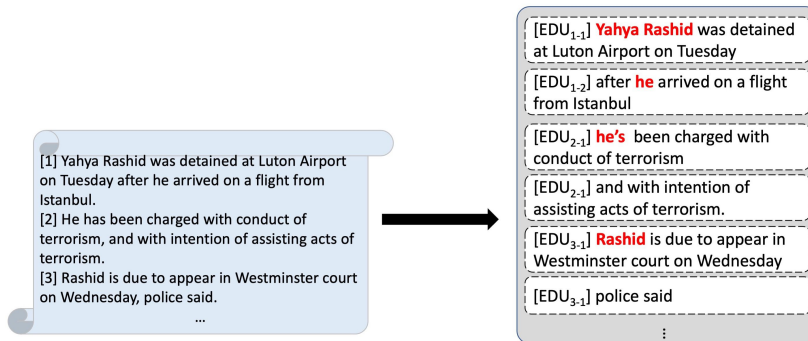 [1] Yahya Rashid was detained at Luton Airport
on Tuesday after he arrived on a flight from
Istanbul.
[2] He has been charged with conduct of
terrorism, and with intention of assisting acts of
terrorism.
[3] Rashid is due to appear in Westminster court
on Wednesday, police said.
...
[EDU1-1] Yahya Rashid was detained
at Luton Airport on Tuesday
[EDU1-2] after he arrived on a flight
from Istanbul
[EDU2-1] he's been charged with
conduct of terrorism
[EDU2-1] and with intention of
assisting acts of terrorism.
[EDU3-1] Rashid is due to appear in
Westminster court on Wednesday
[EDU3-1] police said
⋮